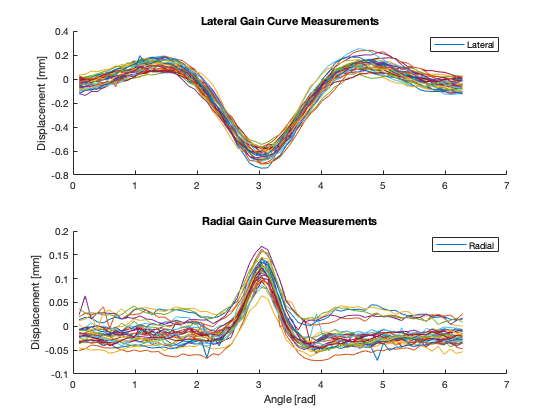 Lateral Gain Curve Measurements
0.4
0.2
0
-0.2
-0.4
-0.6
-0.8
Displacement [mm]
Lateral
0 1 2 3 4 5 6 7
Radial Gain Curve Measurements
0.2
0.15
0.1
0.05
0
-0.05
-0.1
Displacement [mm]
Radial
0 1 2 3 4 5 6 7
Angle [rad]